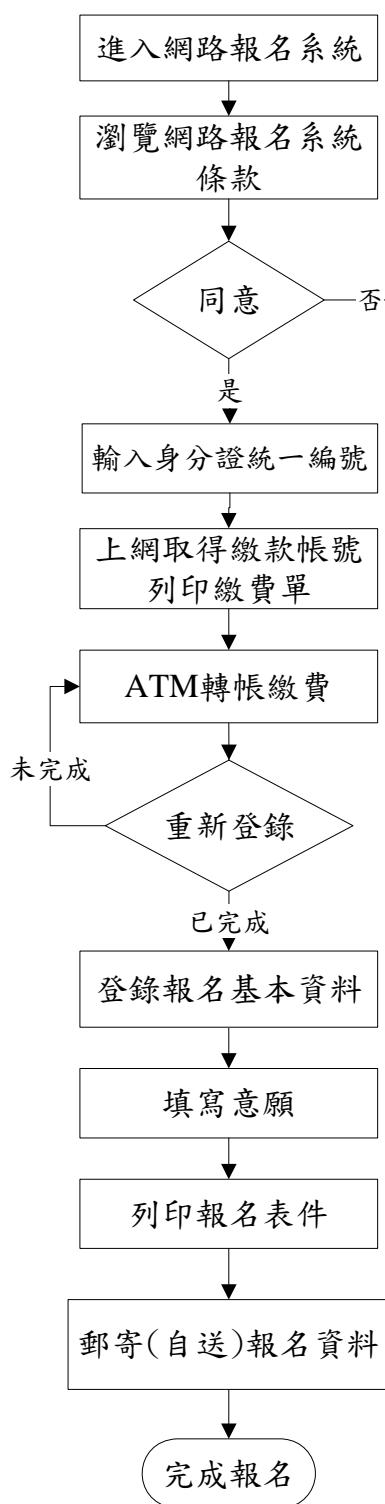 進入網路報名系統
瀏覽網路報名系統
條款
同意
否
是
輸入身分證統一編號
上網取得繳款帳號
列印繳費單
ATM轉帳繳費
未完成
重新登錄
已完成
登錄報名基本資料
填寫意願
列印報名表件
郵寄(自送)報名資料
完成報名